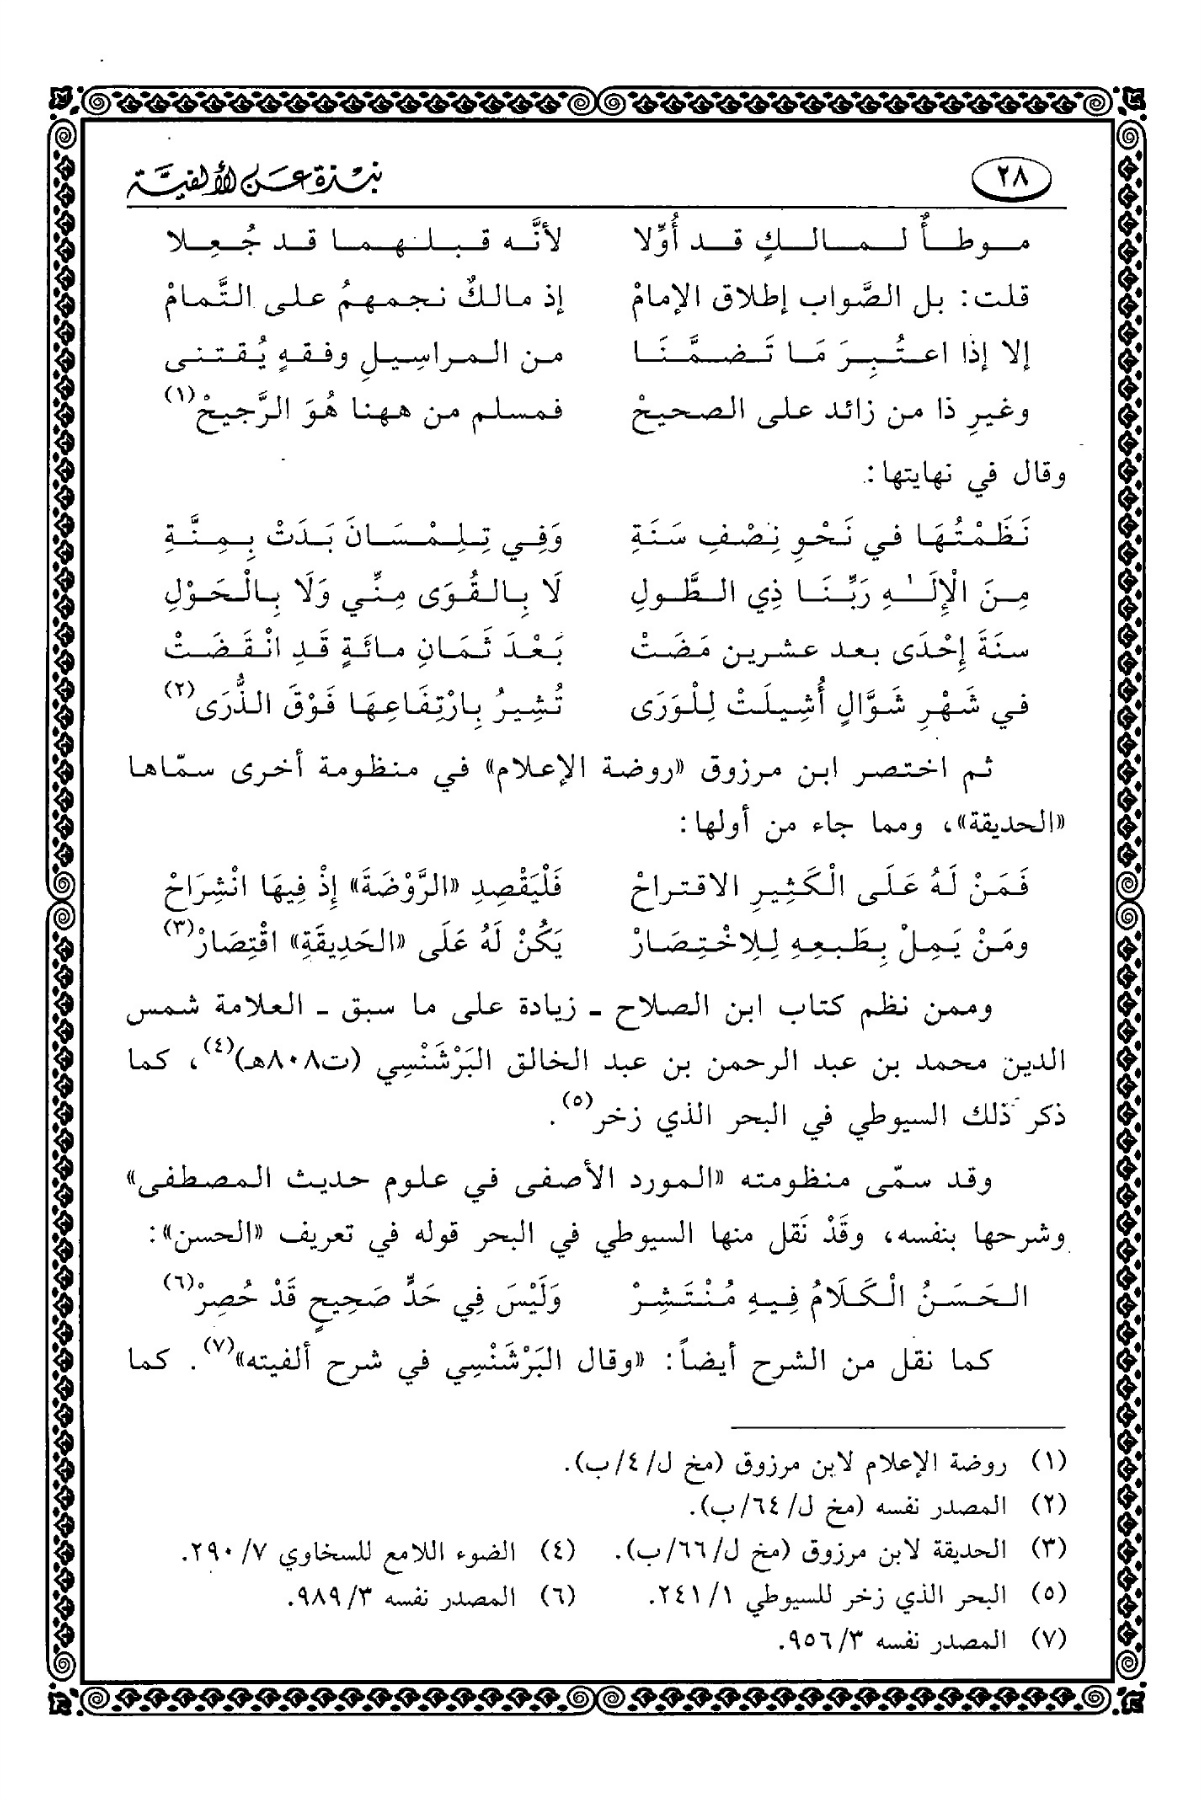 ٢٨ نبذة عن الألفية
موطأٌ لمالكٍ قد أُوِّلا لأنَّه قبلهما قد جُعِلا
قلت: بل الصَّواب إطلاق الإمامْ إذ مالكٌ نجمهمُ على التَّمامْ
إلا إذَا اعتُبِرَ مَا تَضمَّنَا من المراسِيلِ وفقهٍ يُقتنى
وغيرِ ذا من زائد على الصحيحْ فمسلم من ههنا هُوَ الرَّجيحْ(١)
وقال في نهايتها:
نَظَمْتُهَا في نَحْوِ نِصْفِ سَنَةِ وَفِي تِلِمْسَانَ بَدَتْ بِمِنَّةِ
مِنَ الْإِلَـٰهِ رَبِّنَا ذِي الطَّولِ لَا بِالقُوَى مِنِّي وَلَا بِالْحَوْلِ
سنَةَ إِحْدَى بعد عشرين مَضَتْ بَعْدَ ثَمَانِ مائَةٍ قَدِ انْقَضَتْ
في شَهْرِ شَوَّالٍ أُشِيلَتْ لِلْوَرَى تُشِيرُ بِارْتِفَاعِهَا فَوْقَ الذُّرَى(٢)
ثم اختصر ابن مرزوق «روضة الإعلام» في منظومة أخرى سمّاها
«الحديقة»، ومما جاء من أولها:
فَمَنْ لَهُ عَلَى الْكَثِيرِ الاقتراحْ فَلْيَقْصِدِ «الرَّوْضَةَ» إِذْ فِيهَا انْشِرَاحْ
ومَنْ يَمِلْ بِطَبعِهِ لِلِاخْتِصَارْ يَكُنْ لَهُ عَلَى «الحَدِيقَةِ» اقْتِصَارْ(٣)
وممن نظم كتاب ابن الصلاح ـ زيادة على ما سبق ـ العلامة شمس
الدين محمد بن عبد الرحمن بن عبد الخالق البَرْشَنْسِي (ت٨٠٨هـ)(٤)، كما
ذكر ذلك السيوطي في البحر الذي زخر(٥).
وقد سمّى منظومته «المورد الأصفى في علوم حديث المصطفى»
وشرحها بنفسه، وقَدْ نَقل منها السيوطي في البحر قوله في تعريف «الحسن»:
الحَسَنُ الْكَلَامُ فِيهِ مُنْتَشِرْ وَلَيْسَ فِي حَدٍّ صَحِيحٍ قَدْ حُصِرْ(٦)
كما نقل من الشرح أيضاً: «وقال البَرْشَنْسِي في شرح ألفيته»(٧). كما
(١) روضة الإعلام لابن مرزوق (مخ ل/٤/ب).
(٢) المصدر نفسه (مخ ل/٦٤/ب).
(٣) الحديقة لابن مرزوق (مخ ل/٦٦/ب). (٤) الضوء اللامع للسخاوي ٧/٢٩٠.
(٥) البحر الذي زخر للسيوطي ١/٢٤١. (٦) المصدر نفسه ٣/٩٨٩.
(٧) المصدر نفسه ٣/٩٥٦.